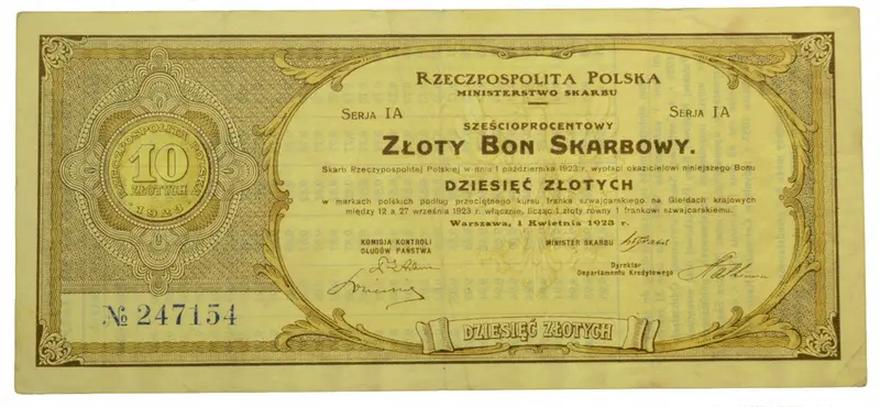 RZECZPOSPOLITA POLSKA
MINISTERSTWO SKARBU
SERJA IA
SERJA IA
SZEŚCIOPROCENTOWY
ZŁOTY BON SKARBOWY.
Skarb Rzeczypospolitej Polskiej w dniu 1 października 1923 r. wypłaci okazicielowi niniejszego Bonu
DZIESIĘĆ ZŁOTYCH
w markach polskich podług przeciętnego kursu franka szwajcarskiego na Giełdach krajowych
między 12 a 27 września 1923 r. włącznie, licząc 1 złoty równy 1 frankowi szwajcarskiemu.
Warszawa, 1 Kwietnia 1923 r.
KOMISJA KONTROLI
DŁUGÓW PAŃSTWA
MINISTER SKARBU
Dyrektor
Departamentu Kredytowego
RZECZPOSPOLITA POLSKA
10
ZŁOTYCH
1923
№ 247154
DZIESIĘĆ ZŁOTYCH